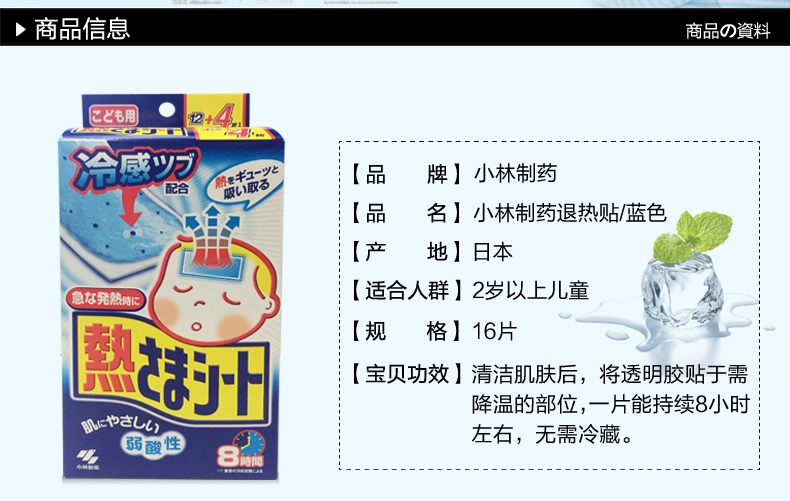 商品信息
商品の資料
こども用
12+4枚
冷感ツブ
配合
熱をギューッと
吸い取る
急な発熱時に
熱さまシート
肌にやさしい
弱酸性
8時間
小林製薬
【品 牌】小林制药
【品 名】小林制药退热贴/蓝色
【产 地】日本
【适合人群】2岁以上儿童
【规 格】16片
【宝贝功效】清洁肌肤后，将透明胶贴于需
降温的部位,一片能持续8小时
左右，无需冷藏。